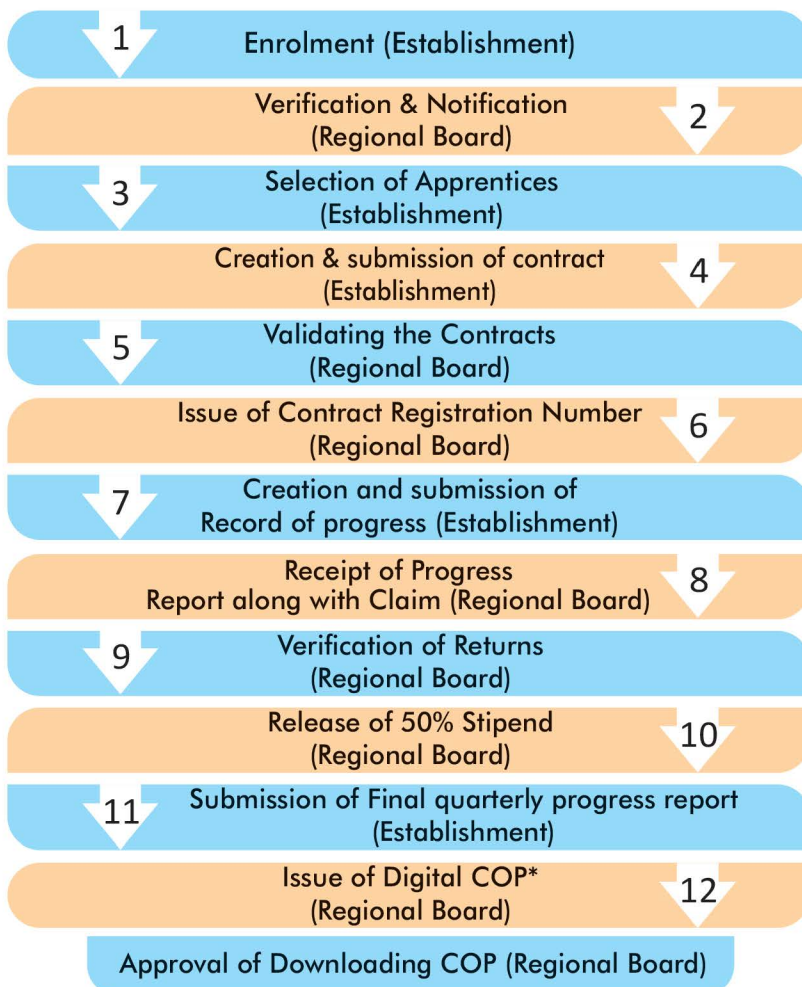 1
Enrolment (Establishment)
Verification & Notification
(Regional Board)
2
3
Selection of Apprentices
(Establishment)
Creation & submission of contract
(Establishment)
4
5
Validating the Contracts
(Regional Board)
Issue of Contract Registration Number
(Regional Board)
6
7
Creation and submission of
Record of progress (Establishment)
Receipt of Progress
Report along with Claim (Regional Board)
8
9
Verification of Returns
(Regional Board)
Release of 50% Stipend
(Regional Board)
10
11
Submission of Final quarterly progress report
(Establishment)
Issue of Digital COP*
(Regional Board)
12
Approval of Downloading COP (Regional Board)